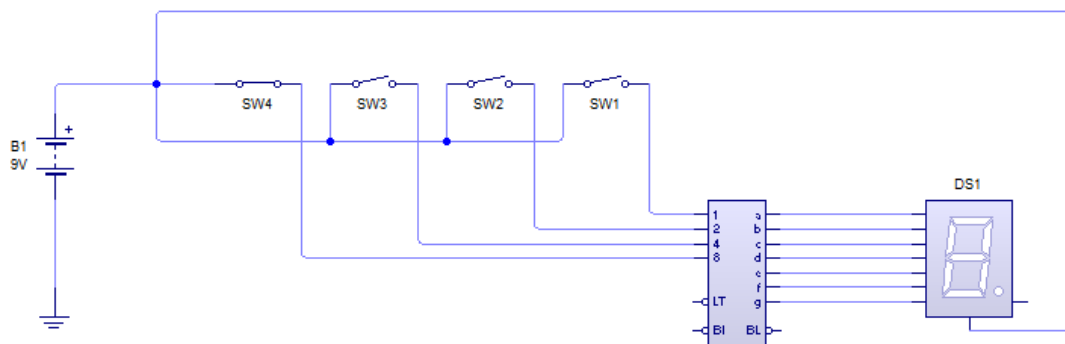 SW4
SW3
SW2
SW1
+
B1
9V
DS1
1 a
2 b
4 c
8 d
e
f
LT g
BI BL